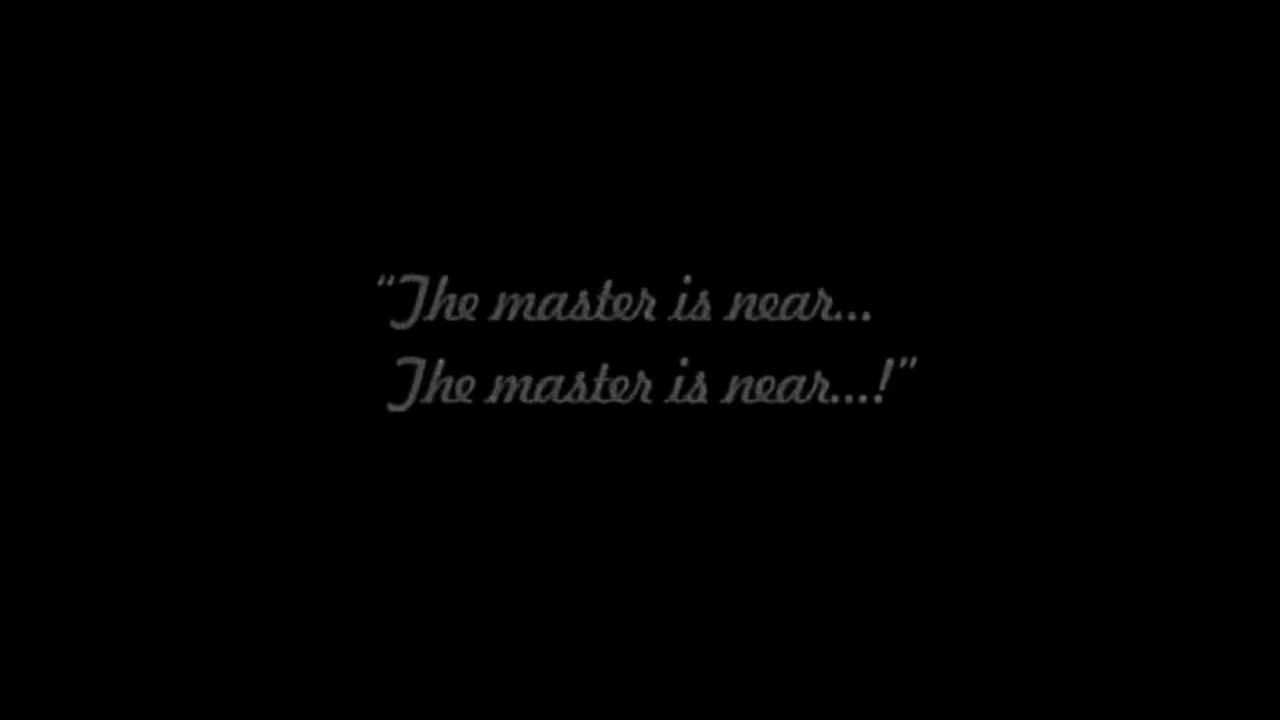 “The master is near...
The master is near...!”